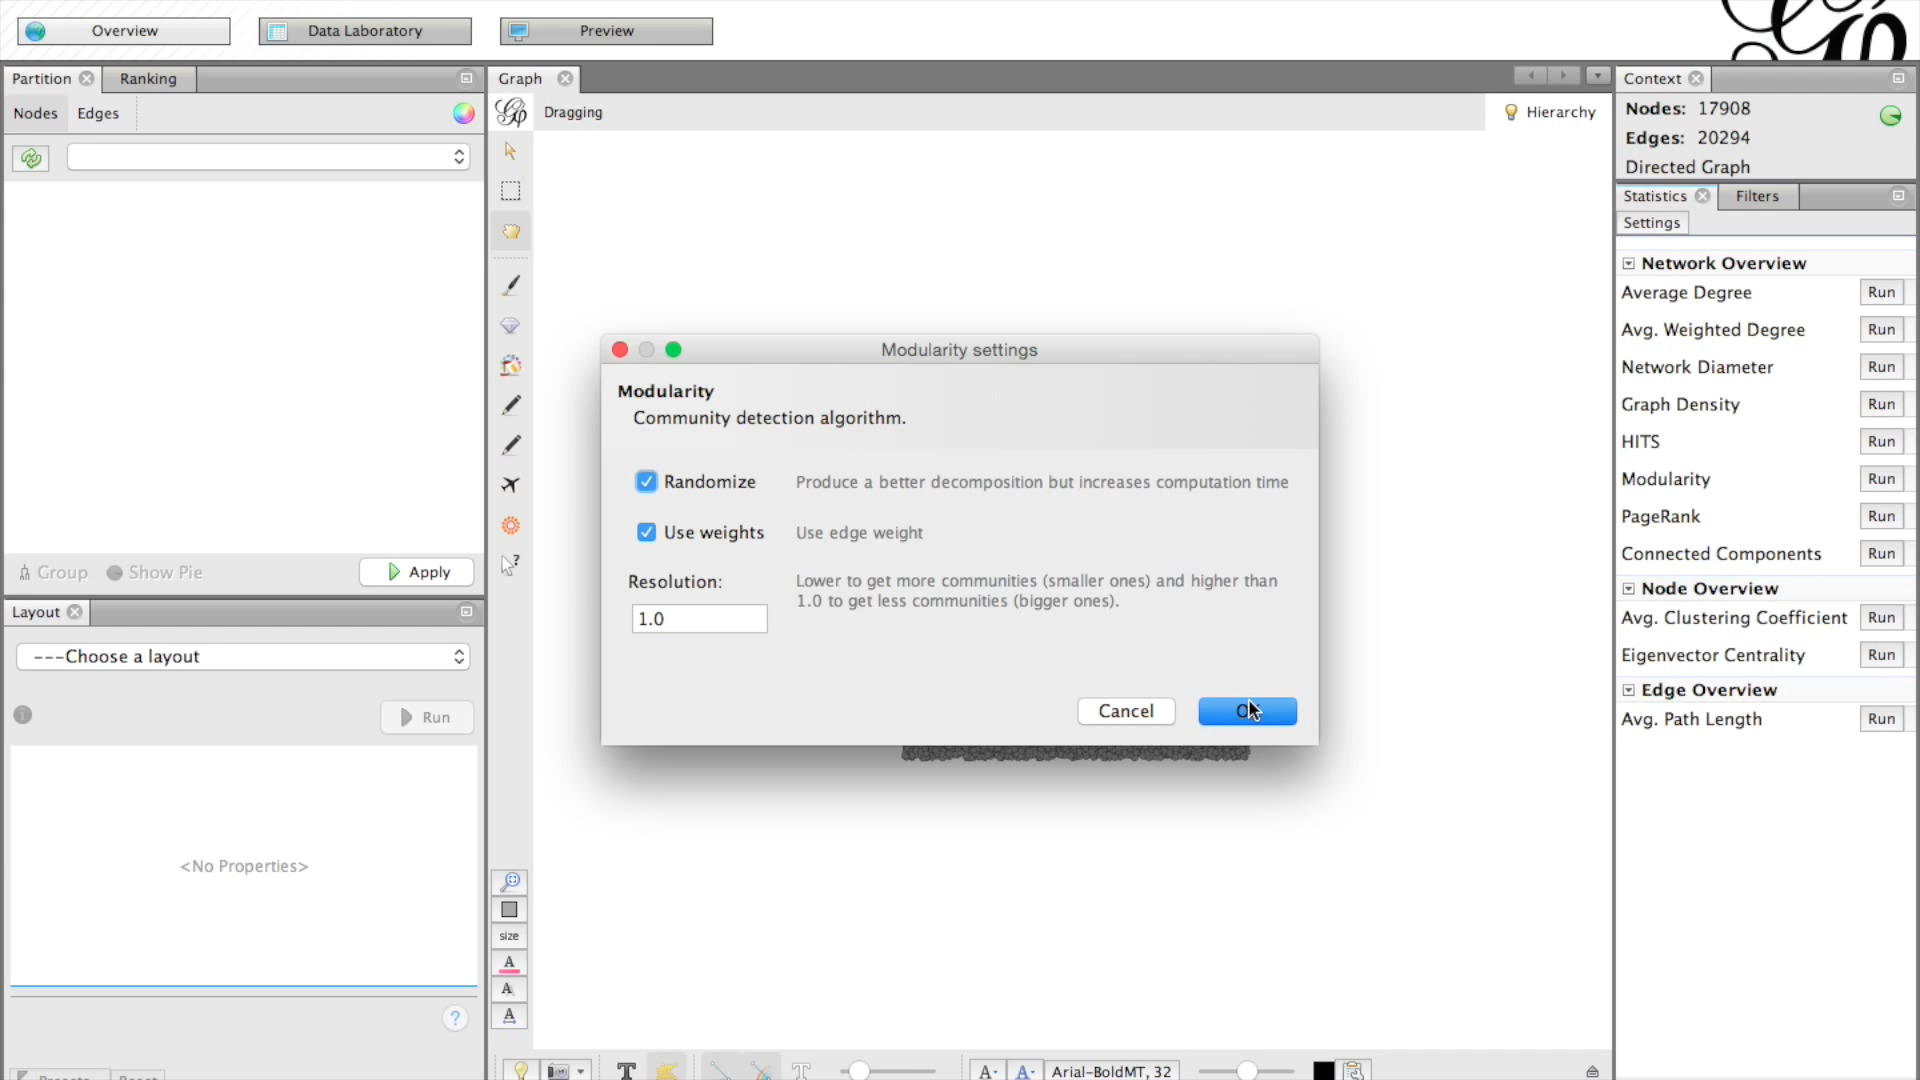 Overview
Data Laboratory
Preview
Partition
Ranking
Nodes
Edges
Group
Show Pie
Apply
Layout
---Choose a layout
Run
<No Properties>
?
Presets
Reset
Graph
Dragging
Hierarchy
size
A
A
A
Modularity settings
Modularity
Community detection algorithm.
Randomize
Produce a better decomposition but increases computation time
Use weights
Use edge weight
Resolution:
Lower to get more communities (smaller ones) and higher than
1.0 to get less communities (bigger ones).
1.0
Cancel
T
T
A-
A-
Arial-BoldMT, 32
Context
Nodes: 17908
Edges: 20294
Directed Graph
Statistics
Filters
Settings
Network Overview
Average Degree Run
Avg. Weighted Degree Run
Network Diameter Run
Graph Density Run
HITS Run
Modularity Run
PageRank Run
Connected Components Run
Node Overview
Avg. Clustering Coefficient Run
Eigenvector Centrality Run
Edge Overview
Avg. Path Length Run